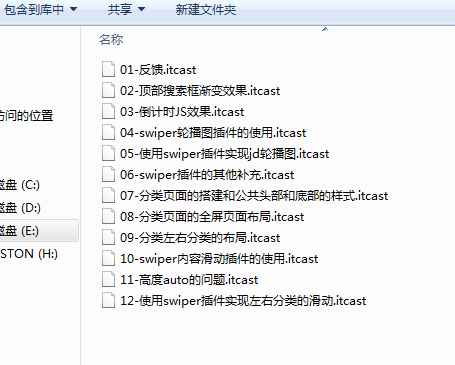 包含到库中 共享 新建文件夹
名称
01-反馈.itcast
02-顶部搜索框渐变效果.itcast
03-倒计时JS效果.itcast
访问的位置
04-swiper轮播图插件的使用.itcast
05-使用swiper插件实现jd轮播图.itcast
06-swiper插件的其他补充.itcast
磁盘 (C:)
07-分类页面的搭建和公共头部和底部的样式.itcast
磁盘 (D:)
08-分类页面的全屏页面布局.itcast
磁盘 (E:)
09-分类左右分类的布局.itcast
STON (H:)
10-swiper内容滑动插件的使用.itcast
11-高度auto的问题.itcast
12-使用swiper插件实现左右分类的滑动.itcast